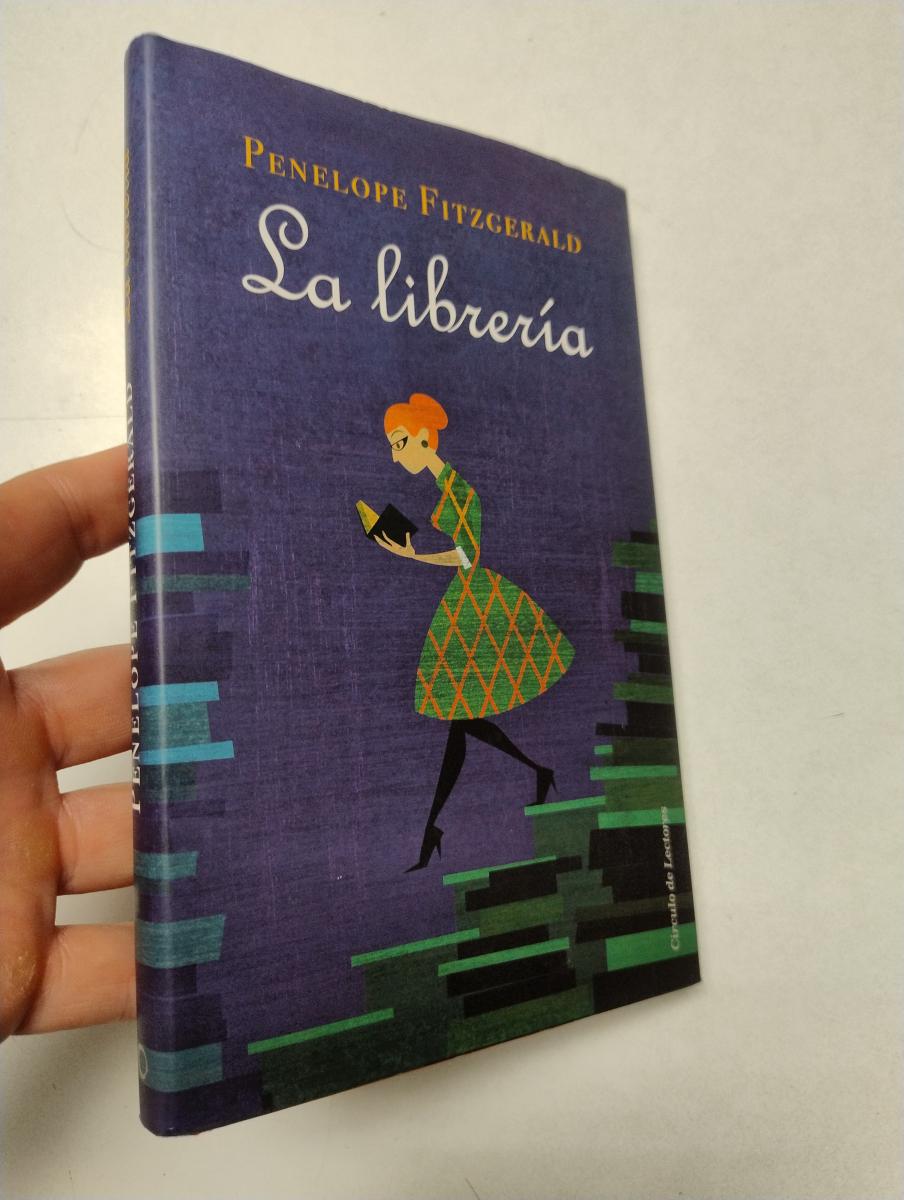 PENELOPE FITZGERALD
La librería
Círculo de Lectores
PENELOPE FITZGERALD